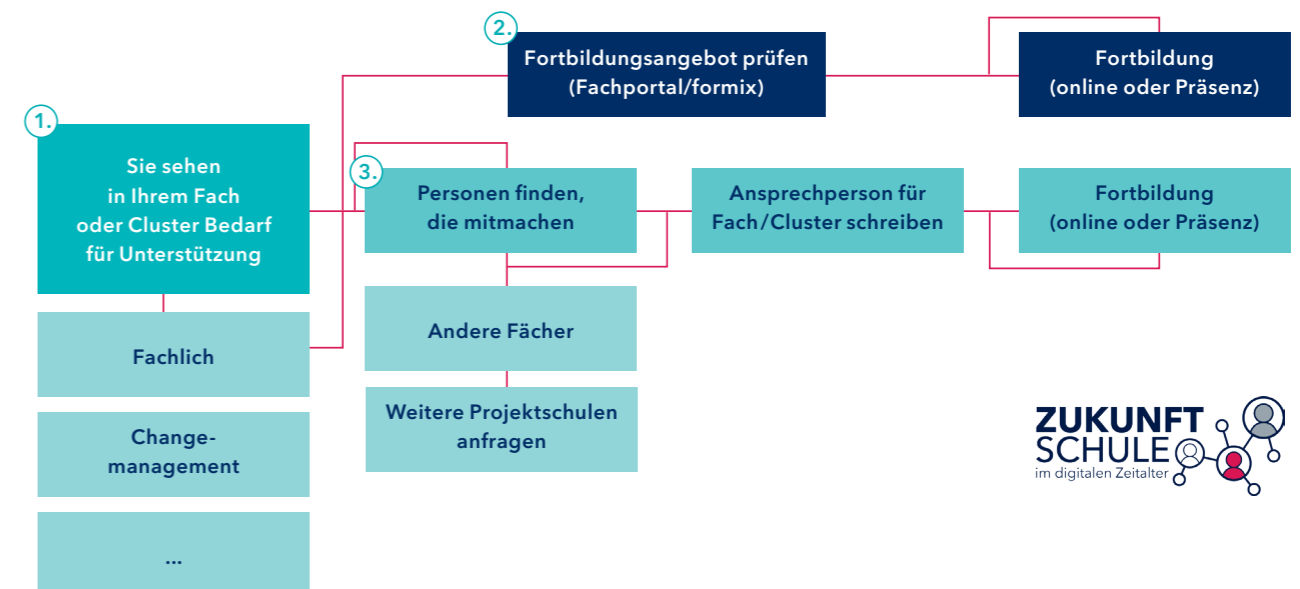 1.
Sie sehen
in Ihrem Fach
oder Cluster Bedarf
für Unterstützung
Fachlich
Change-
management
...
2.
Fortbildungsangebot prüfen
(Fachportal/formix)
Fortbildung
(online oder Präsenz)
3.
Personen finden,
die mitmachen
Ansprechperson für
Fach/Cluster schreiben
Fortbildung
(online oder Präsenz)
Andere Fächer
Weitere Projektschulen
anfragen
ZUKUNFT
SCHULE
im digitalen Zeitalter